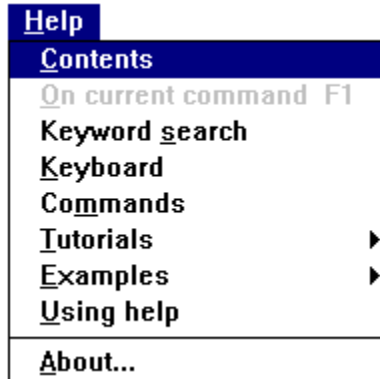 Help
Contents
On current command F1
Keyword search
Keyboard
Commands
Tutorials
Examples
Using help
About...